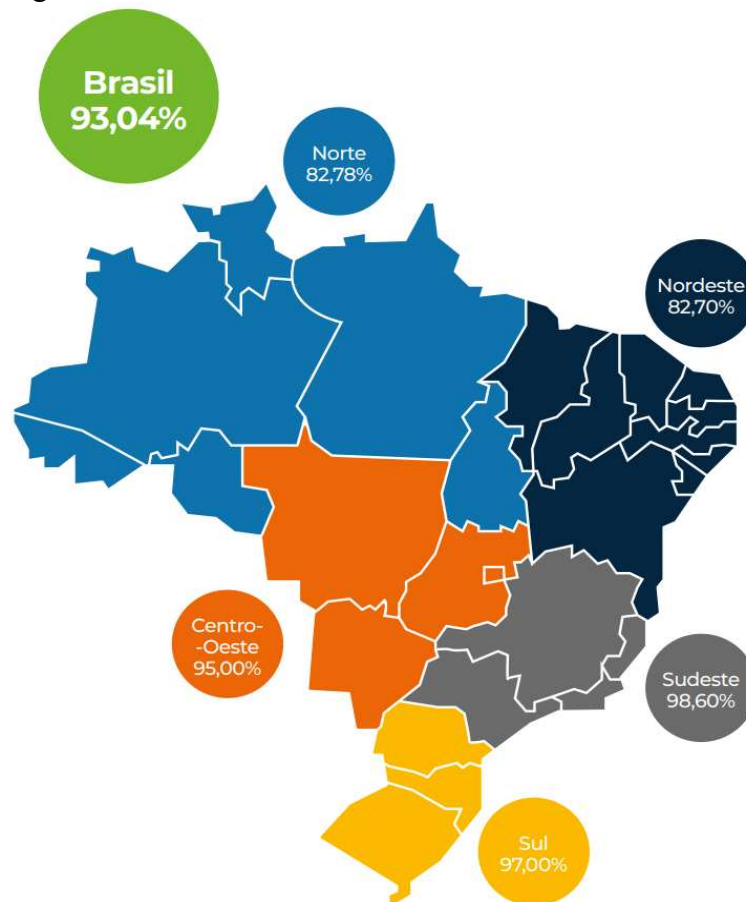 Brasil
93,04%
Norte
82,78%
Nordeste
82,70%
Centro-
-Oeste
95,00%
Sudeste
98,60%
Sul
97,00%